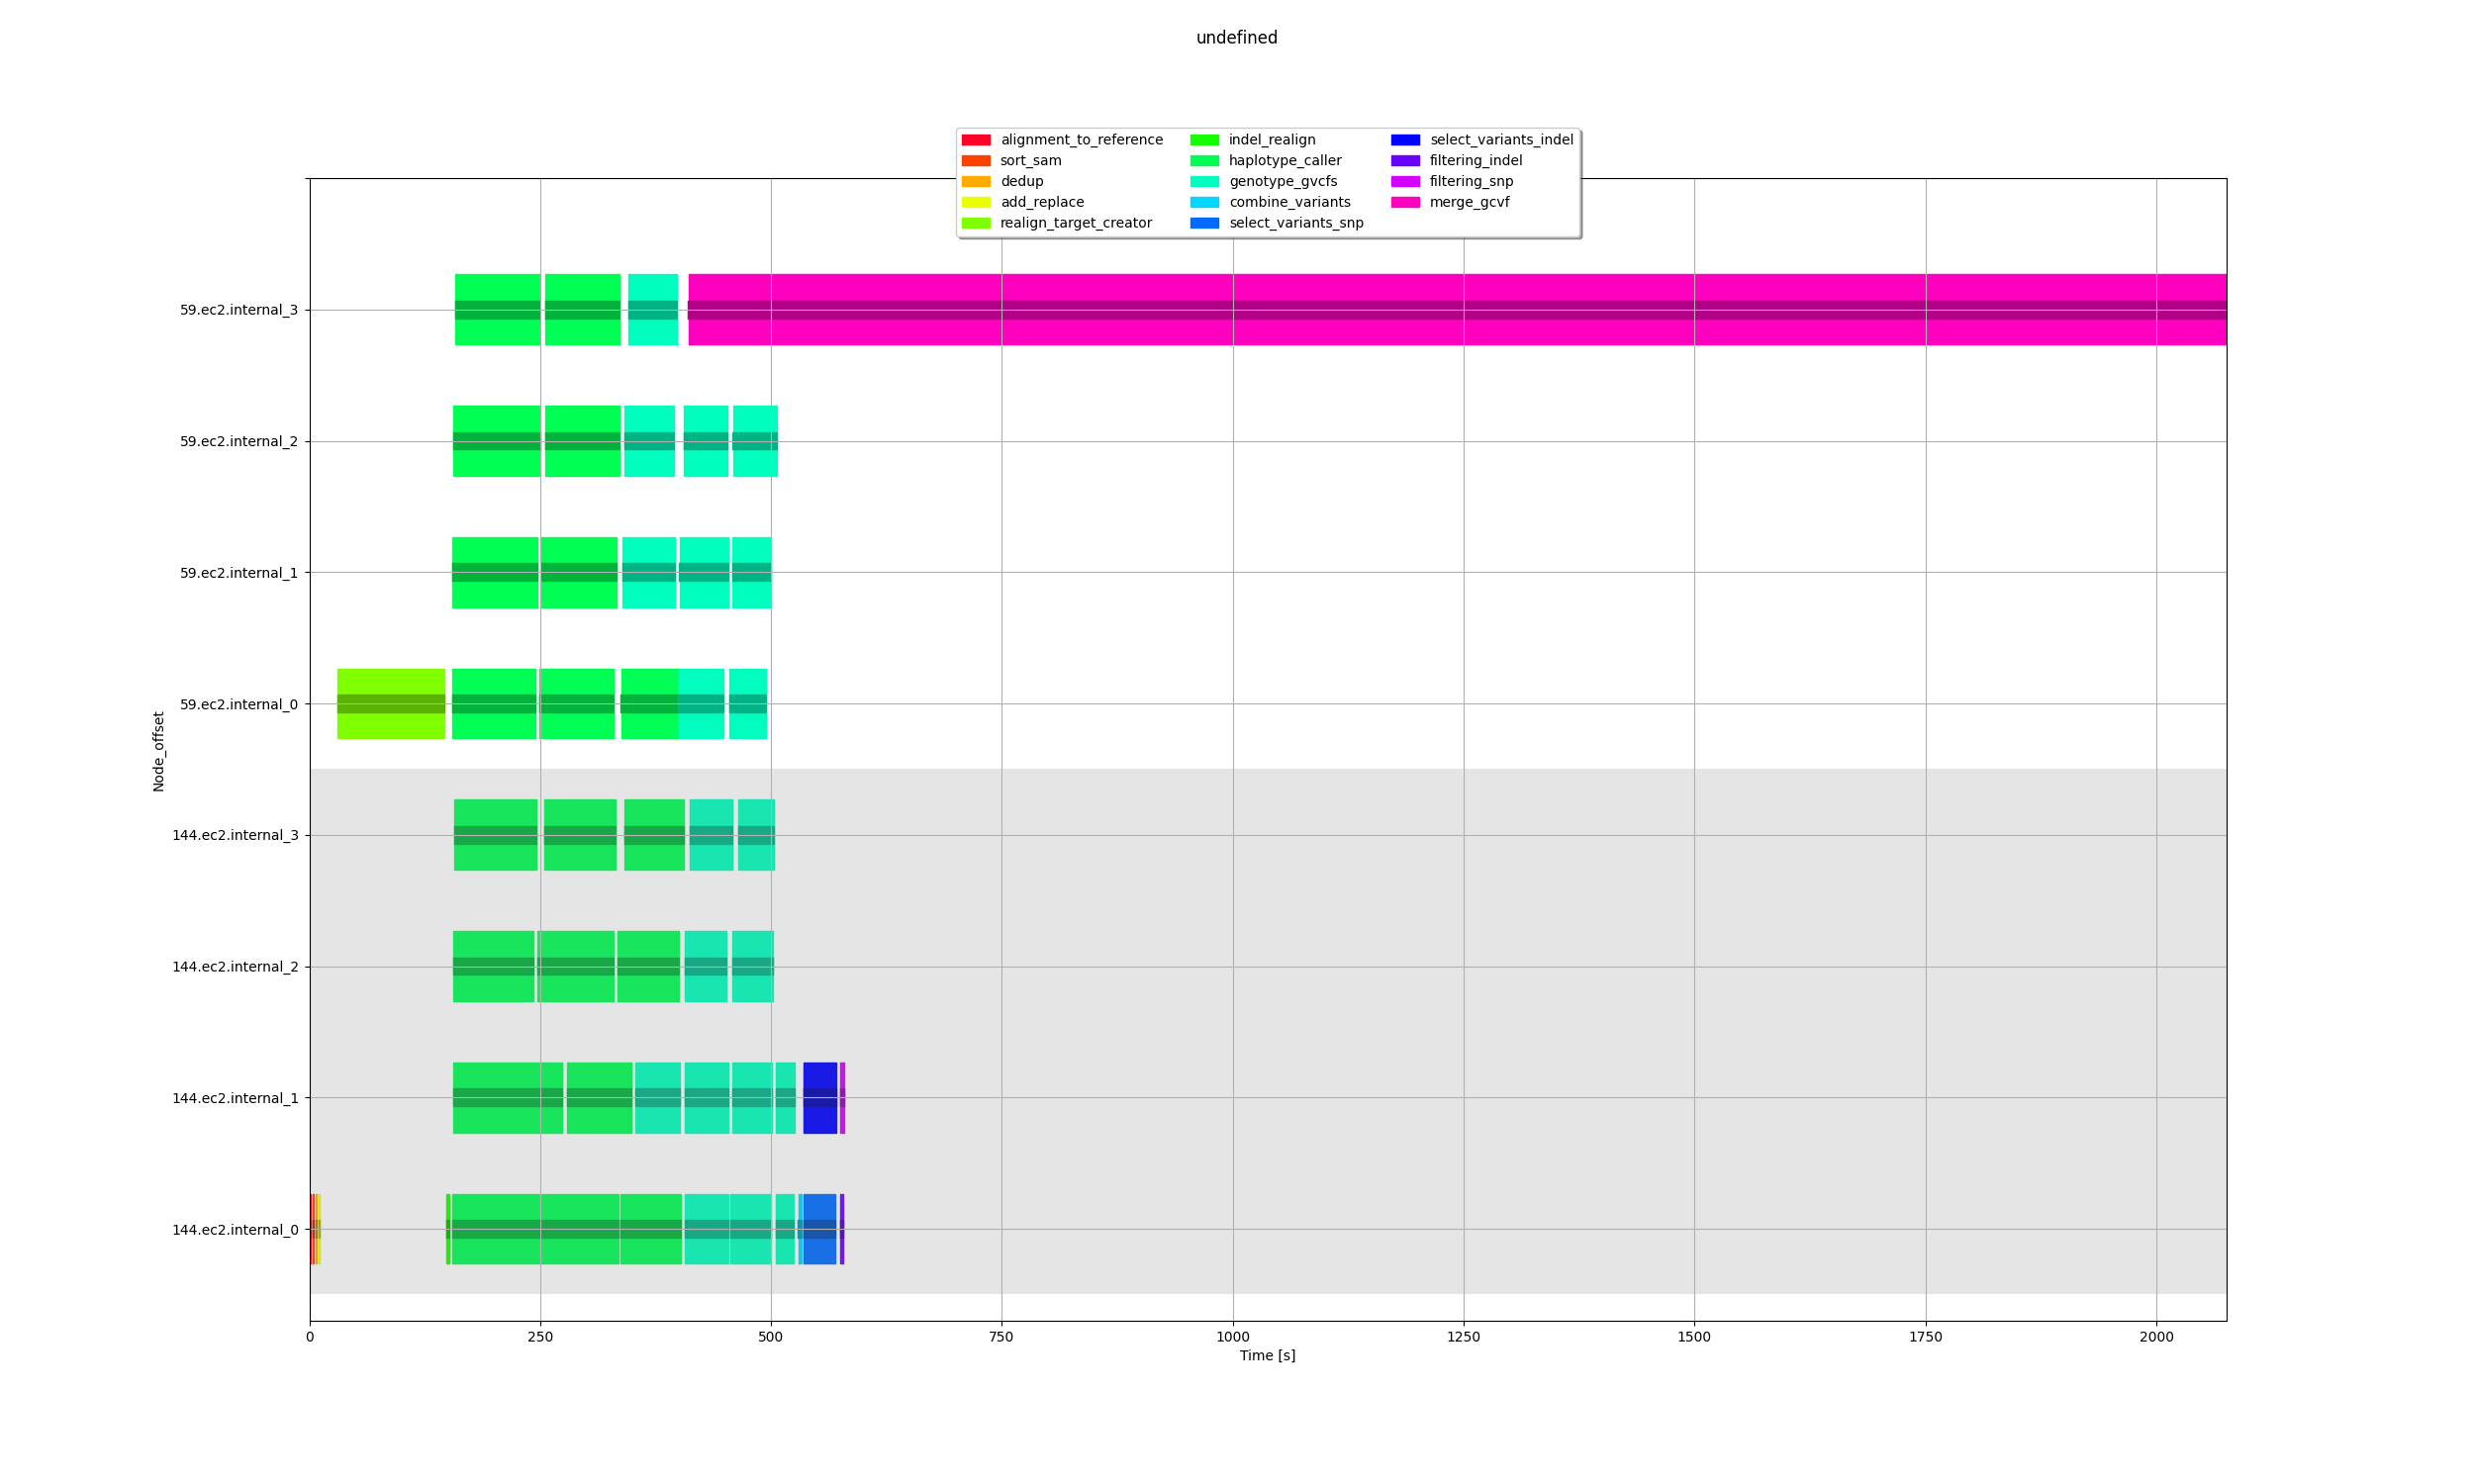 undefined
alignment_to_reference
sort_sam
dedup
add_replace
realign_target_creator
indel_realign
haplotype_caller
genotype_gvcfs
combine_variants
select_variants_snp
select_variants_indel
filtering_indel
filtering_snp
merge_gcvf
59.ec2.internal_3
59.ec2.internal_2
59.ec2.internal_1
59.ec2.internal_0
144.ec2.internal_3
144.ec2.internal_2
144.ec2.internal_1
144.ec2.internal_0
Node_offset
0 250 500 750 1000 1250 1500 1750 2000
Time [s]